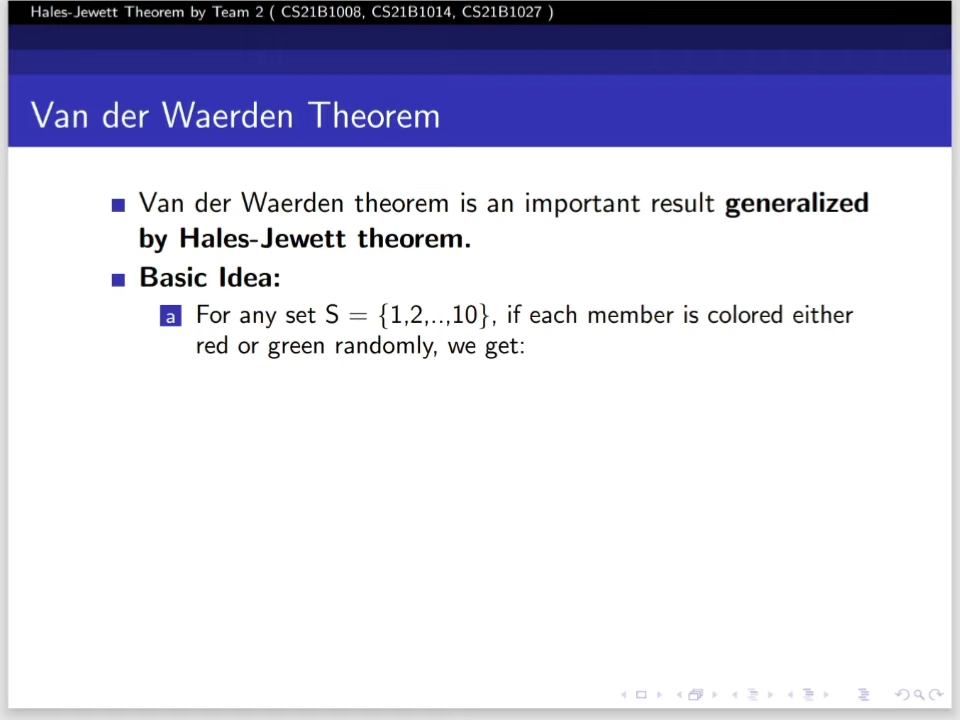 Hales-Jewett Theorem by Team 2 ( CS21B1008, CS21B1014, CS21B1027 )
Van der Waerden Theorem
Van der Waerden theorem is an important result generalized
by Hales-Jewett theorem.
Basic Idea:
a For any set S = {1,2,..,10}, if each member is colored either
red or green randomly, we get: